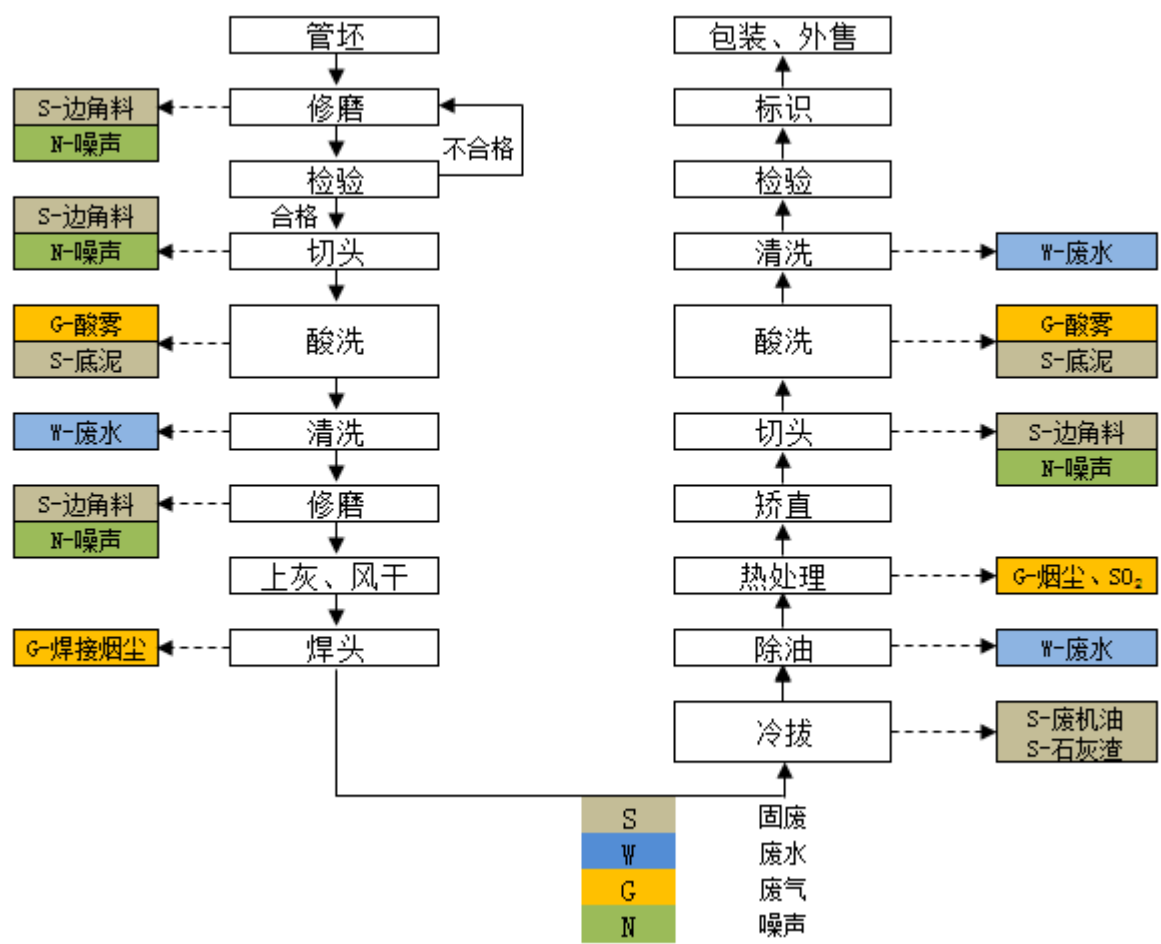 管坯
修磨
S-边角料
N-噪声
不合格
检验
合格
S-边角料
N-噪声
切头
G-酸雾
S-底泥
酸洗
W-废水
清洗
S-边角料
N-噪声
修磨
上灰、风干
G-焊接烟尘
焊头
包装、外售
标识
检验
清洗
W-废水
酸洗
G-酸雾
S-底泥
切头
S-边角料
N-噪声
矫直
热处理
G-烟尘、SO₂
除油
W-废水
冷拔
S-废机油
S-石灰渣
S 固废
W 废水
G 废气
N 噪声